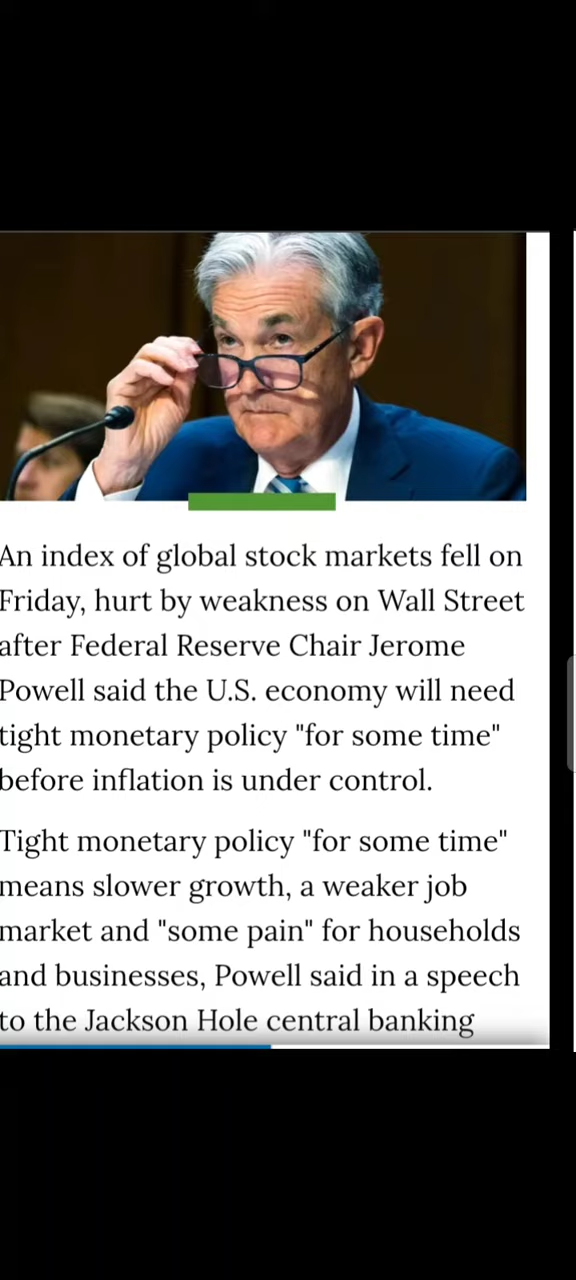 An index of global stock markets fell on
Friday, hurt by weakness on Wall Street
after Federal Reserve Chair Jerome
Powell said the U.S. economy will need
tight monetary policy "for some time"
before inflation is under control.
Tight monetary policy "for some time"
means slower growth, a weaker job
market and "some pain" for households
and businesses, Powell said in a speech
to the Jackson Hole central banking